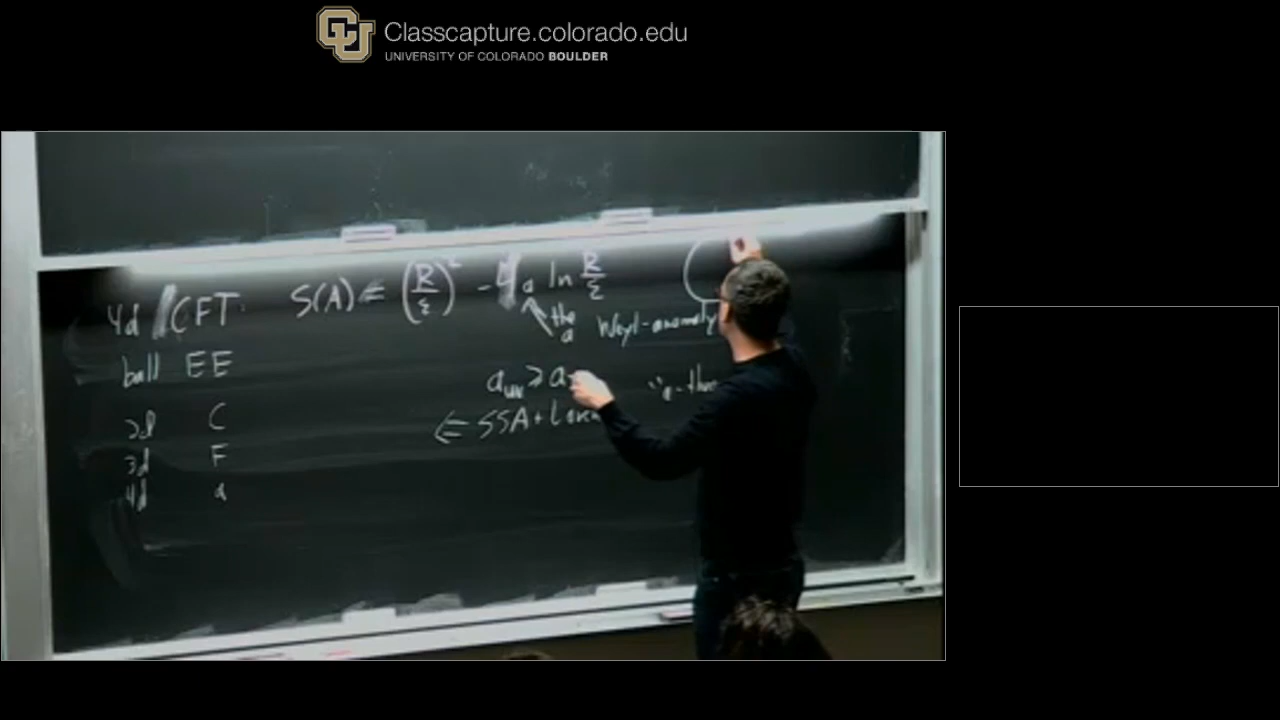 Classcapture.colorado.edu
UNIVERSITY OF COLORADO BOULDER
4d CFT S(A) = (R/ε)² - 4a ln R/ε
the a Weyl-anomaly
ball EE
a_UV ≥ a
"a-
⇐ SSA +
2d C
3d F
4d a